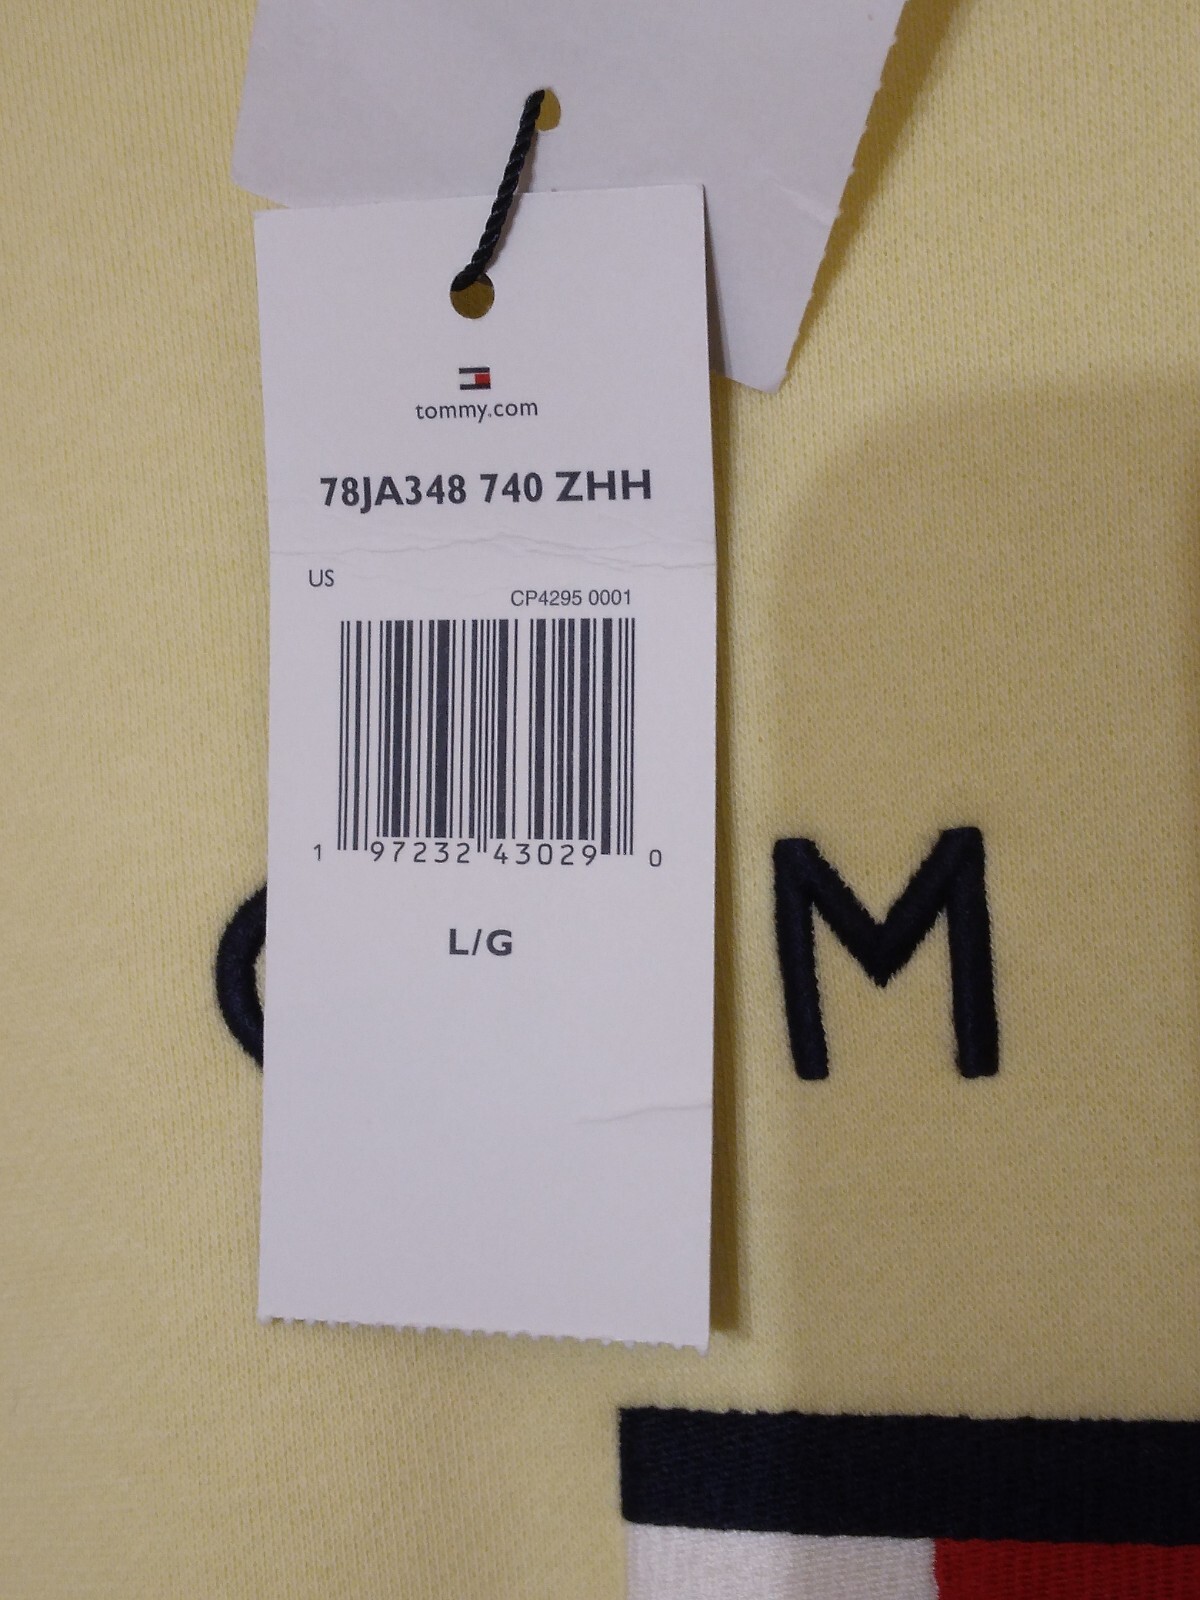 tommy.com
78JA348 740 ZHH
US
CP4295 0001
1 97232 43029 0
L/G
M